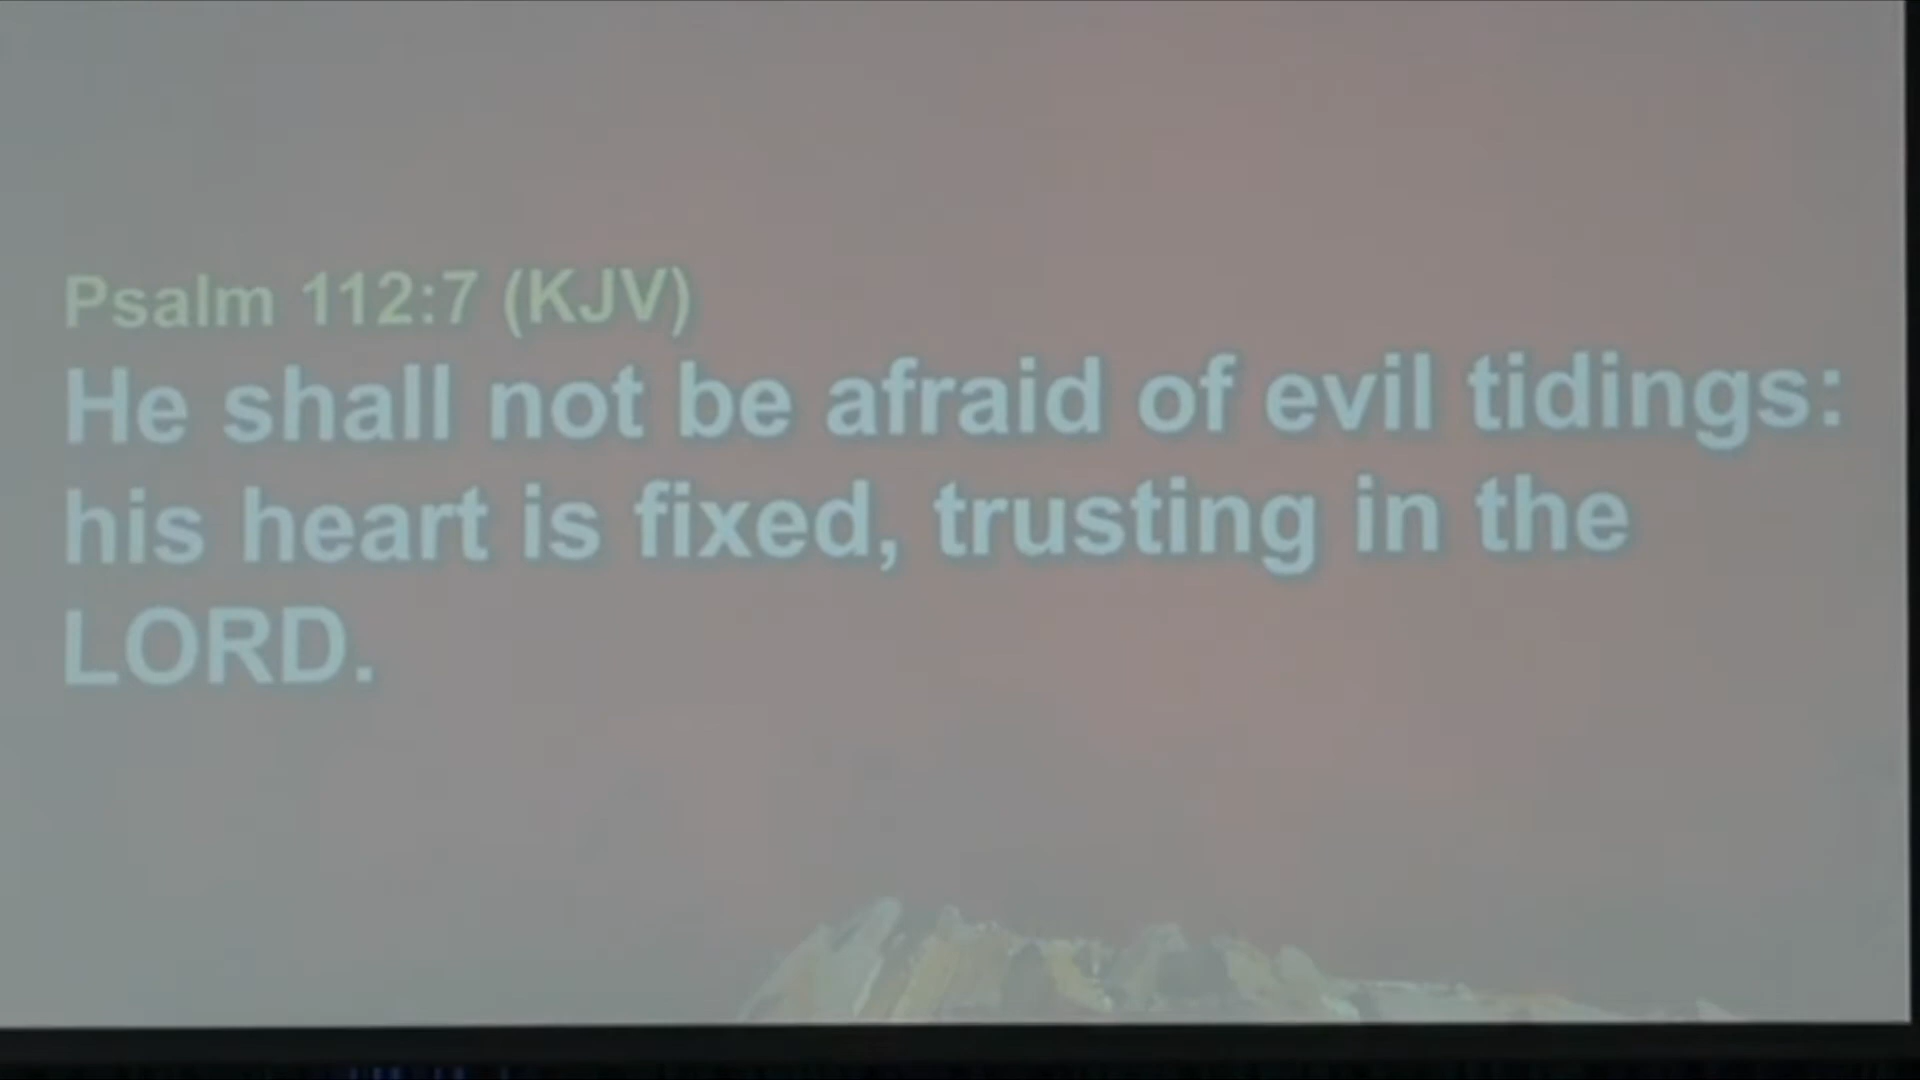 Psalm 112:7 (KJV)
He shall not be afraid of evil tidings:
his heart is fixed, trusting in the
LORD.